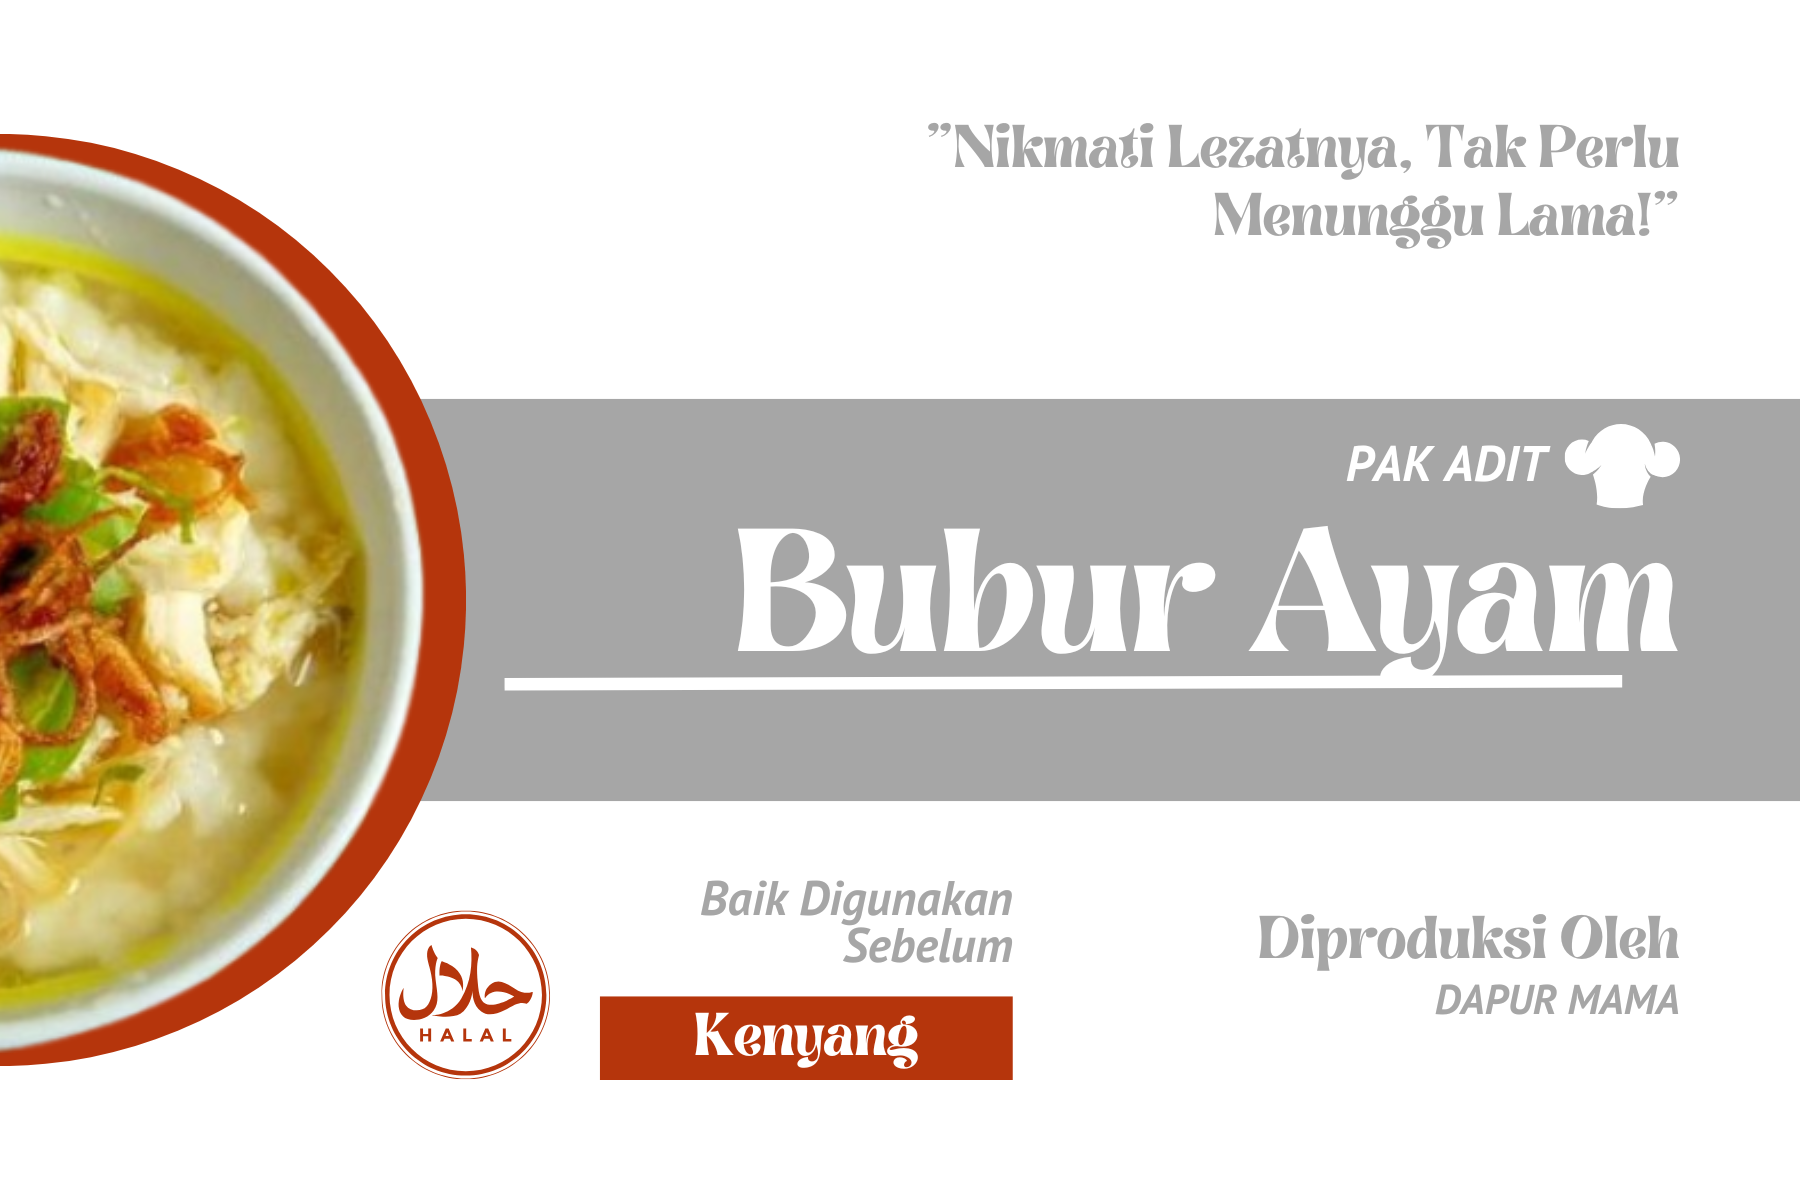 ”Nikmati Lezatnya, Tak Perlu
Menunggu Lama!”
PAK ADIT
Bubur Ayam
Baik Digunakan
Sebelum
Kenyang
حلال
HALAL
Diproduksi Oleh
DAPUR MAMA